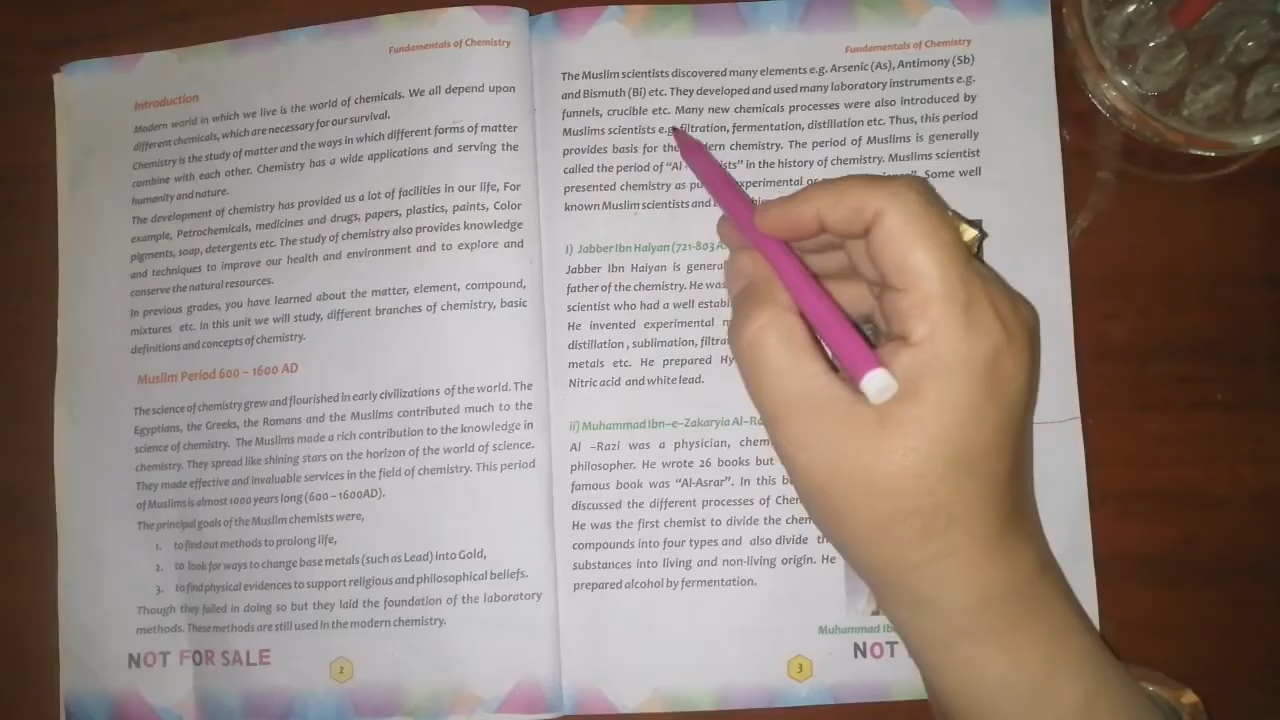 Fundamentals of Chemistry
Introduction
Modern world in which we live is the world of chemicals. We all depend upon
different chemicals, which are necessary for our survival.
Chemistry is the study of matter and the ways in which different forms of matter
combine with each other. Chemistry has a wide applications and serving the
humanity and nature.
The development of chemistry has provided us a lot of facilities in our life, For
example, Petrochemicals, medicines and drugs, papers, plastics, paints, Color
pigments, soap, detergents etc. The study of chemistry also provides knowledge
and techniques to improve our health and environment and to explore and
conserve the natural resources.
In previous grades, you have learned about the matter, element, compound,
mixtures etc. In this unit we will study, different branches of chemistry, basic
definitions and concepts of chemistry.
Muslim Period 600 – 1600 AD
The science of chemistry grew and flourished in early civilizations of the world. The
Egyptians, the Greeks, the Romans and the Muslims contributed much to the
science of chemistry. The Muslims made a rich contribution to the knowledge in
chemistry. They spread like shining stars on the horizon of the world of science.
They made effective and invaluable services in the field of chemistry. This period
of Muslims is almost 1000 years long (600 – 1600AD).
The principal goals of the Muslim chemists were,
1. to find out methods to prolong life,
2. to look for ways to change base metals (such as Lead) into Gold,
3. to find physical evidences to support religious and philosophical beliefs.
Though they failed in doing so but they laid the foundation of the laboratory
methods. These methods are still used in the modern chemistry.
NOT FOR SALE
2
Fundamentals of Chemistry
The Muslim scientists discovered many elements e.g. Arsenic (As), Antimony (Sb)
and Bismuth (Bi) etc. They developed and used many laboratory instruments e.g.
funnels, crucible etc. Many new chemicals processes were also introduced by
Muslims scientists e.g filtration, fermentation, distillation etc. Thus, this period
provides basis for the chemistry. The period of Muslims is generally
called the period of "Al in the history of chemistry. Muslims scientist
presented chemistry as experimental Some well
known Muslim scientists and
i) Jabber Ibn Haiyan (721-803
Jabber Ibn Haiyan is
father of the chemistry. He was
scientist who had a well
He invented experimental
distillation, sublimation,
metals etc. He prepared
Nitric acid and white lead.
ii) Muhammad Ibn–e–Zakaryia
Al –Razi was a physician,
philosopher. He wrote 26 books but
famous book was "Al-Asrar". In this
discussed the different processes of
He was the first chemist to divide the
compounds into four types and also divide
substances into living and non-living origin. He
prepared alcohol by fermentation.
Muhammad
NOT
3